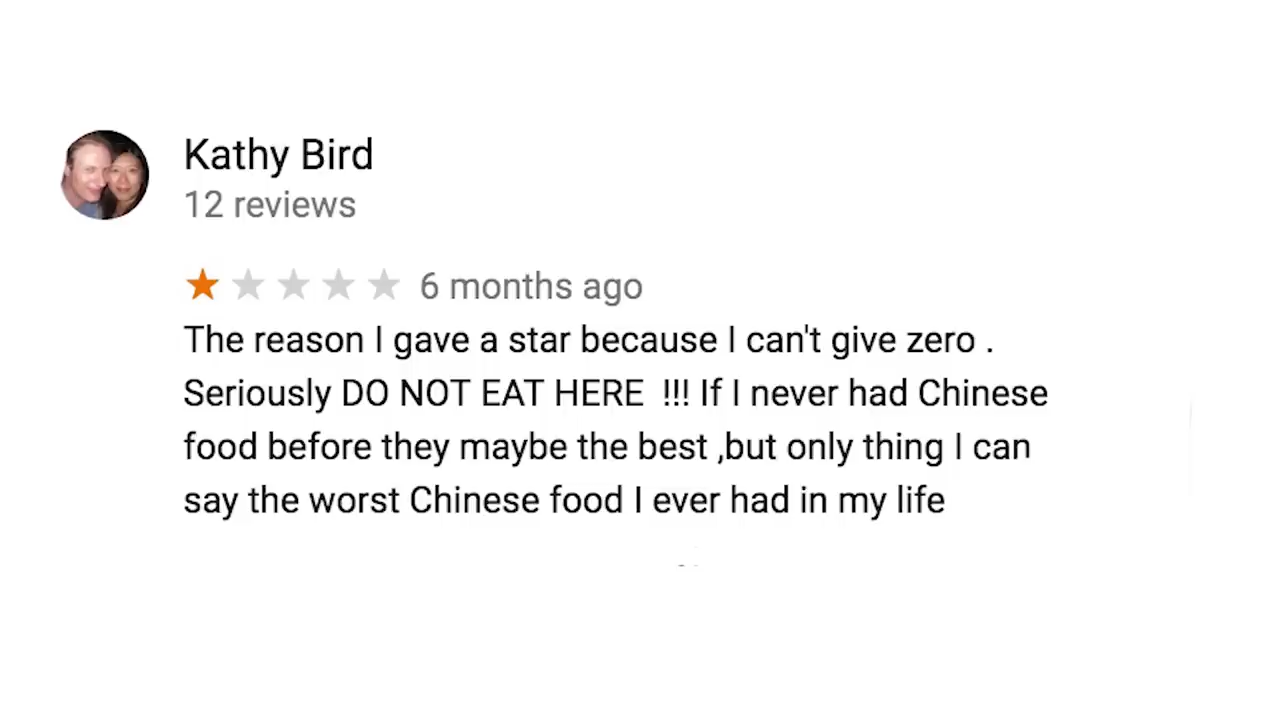 Kathy Bird
12 reviews
6 months ago
The reason I gave a star because I can't give zero .
Seriously DO NOT EAT HERE  !!! If I never had Chinese
food before they maybe the best ,but only thing I can
say the worst Chinese food I ever had in my life